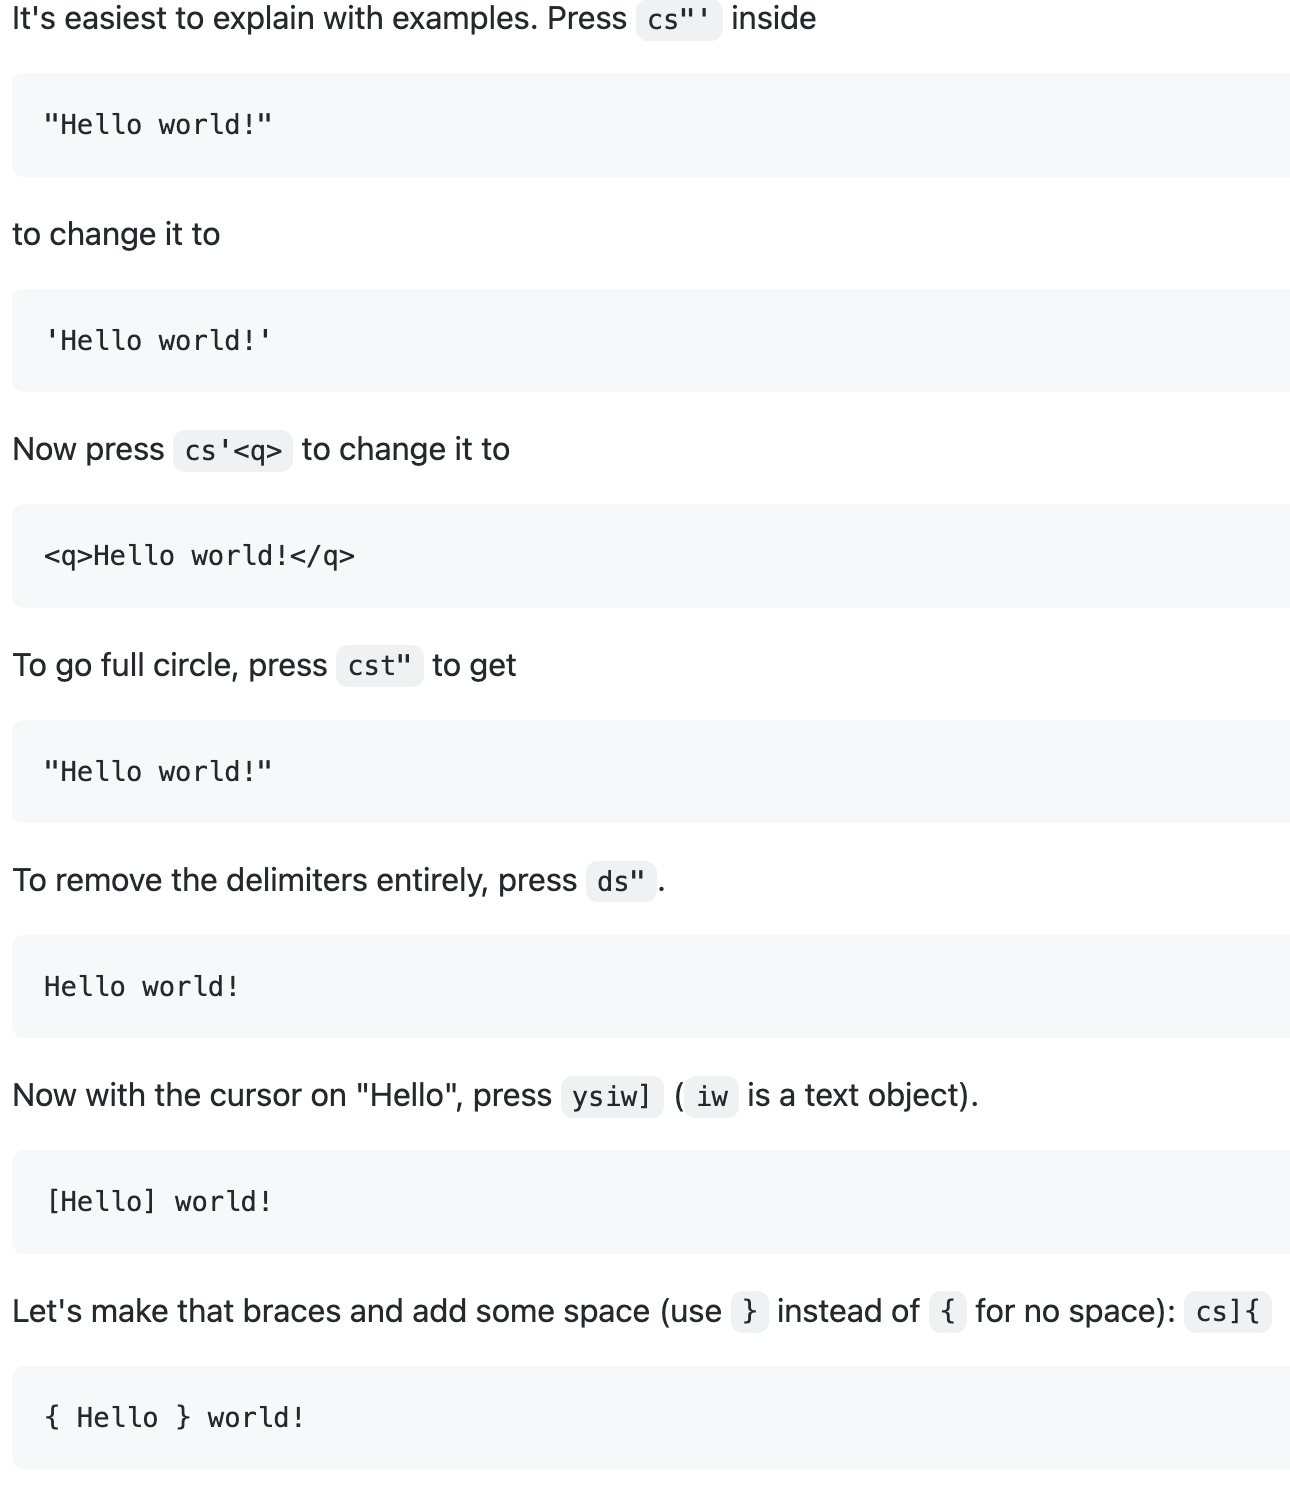 It's easiest to explain with examples. Press cs"' inside
"Hello world!"
to change it to
'Hello world!'
Now press cs'<q> to change it to
<q>Hello world!</q>
To go full circle, press cst" to get
"Hello world!"
To remove the delimiters entirely, press ds".
Hello world!
Now with the cursor on "Hello", press ysiw] (iw is a text object).
[Hello] world!
Let's make that braces and add some space (use } instead of { for no space): cs]{
{ Hello } world!